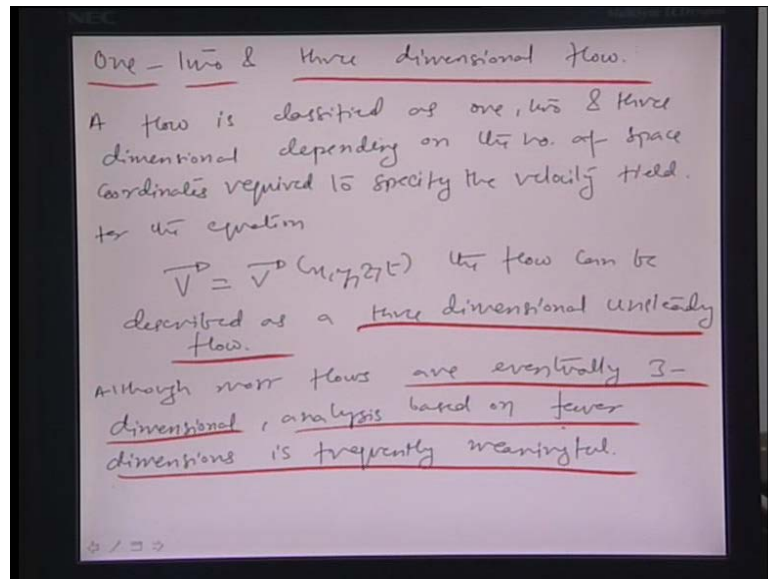 NEC
One - Two & three dimensional flow.
A flow is classified as one, two & three
dimensional depending on the no. of space
Coordinates required to specify the velocity field.
for the equation
V = V (x, y, z, t) the flow can be
described as a three dimensional unsteady
flow.
Although most flows are eventually 3-
dimensional, analysis based on fewer
dimensions is frequently meaningful.